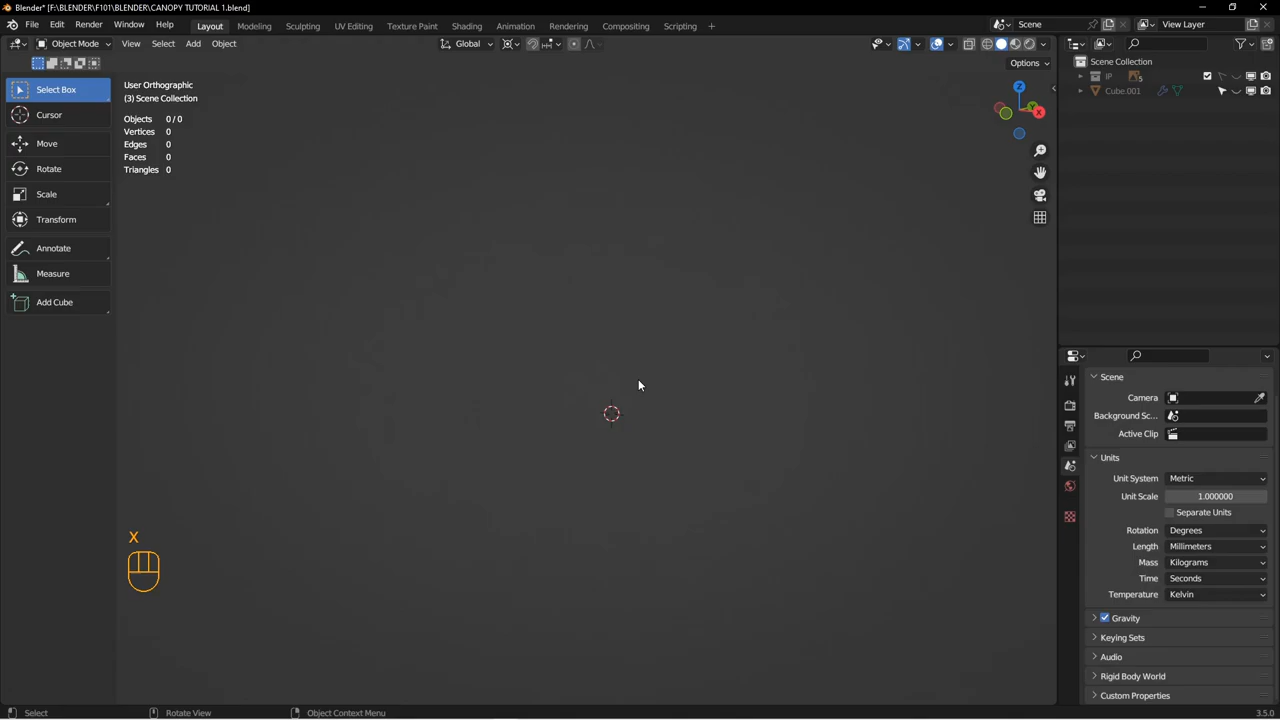 Blender* [F:\BLENDER\F101\BLENDER\CANOPY TUTORIAL 1.blend]
File Edit Render Window Help Layout Modeling Sculpting UV Editing Texture Paint Shading Animation Rendering Compositing Scripting + Scene View Layer
Object Mode View Select Add Object Global
Options
Select Box
Cursor
Move
Rotate
Scale
Transform
Annotate
Measure
Add Cube
User Orthographic
(3) Scene Collection
Objects 0/0
Vertices 0
Edges 0
Faces 0
Triangles 0
Z
Y
X
X
Scene Collection
IP 5
Cube.001
Scene
Camera
Background Sc...
Active Clip
Units
Unit System Metric
Unit Scale 1.000000
Separate Units
Rotation Degrees
Length Millimeters
Mass Kilograms
Time Seconds
Temperature Kelvin
Gravity
Keying Sets
Audio
Rigid Body World
Custom Properties
Select Rotate View Object Context Menu 3.5.0